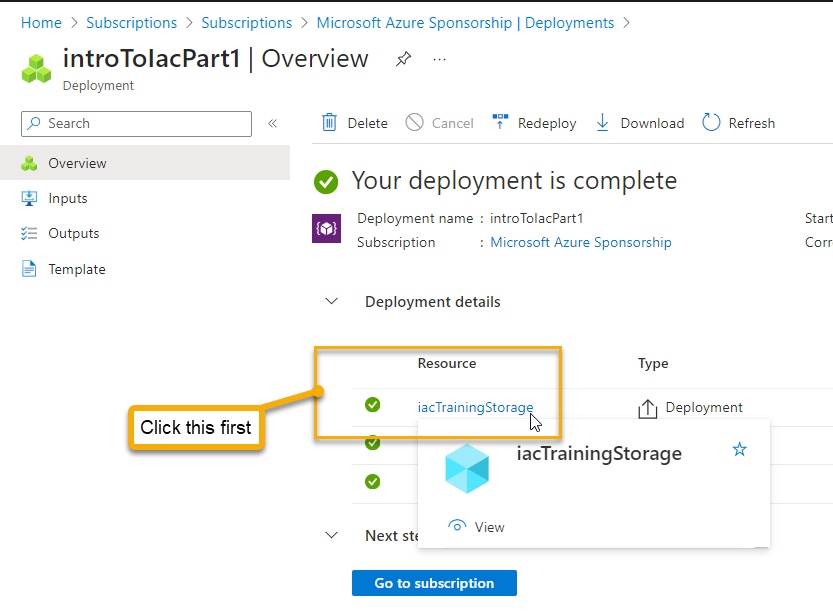 Home > Subscriptions > Subscriptions > Microsoft Azure Sponsorship | Deployments >
introToIacPart1 | Overview ...
Deployment
Search «
Overview
Inputs
Outputs
Template
Delete Cancel Redeploy Download Refresh
Your deployment is complete
Deployment name : introToIacPart1 Start
Subscription : Microsoft Azure Sponsorship Corr
Deployment details
Resource Type
iacTrainingStorage Deployment
Click this first
iacTrainingStorage
View
Next ste
Go to subscription